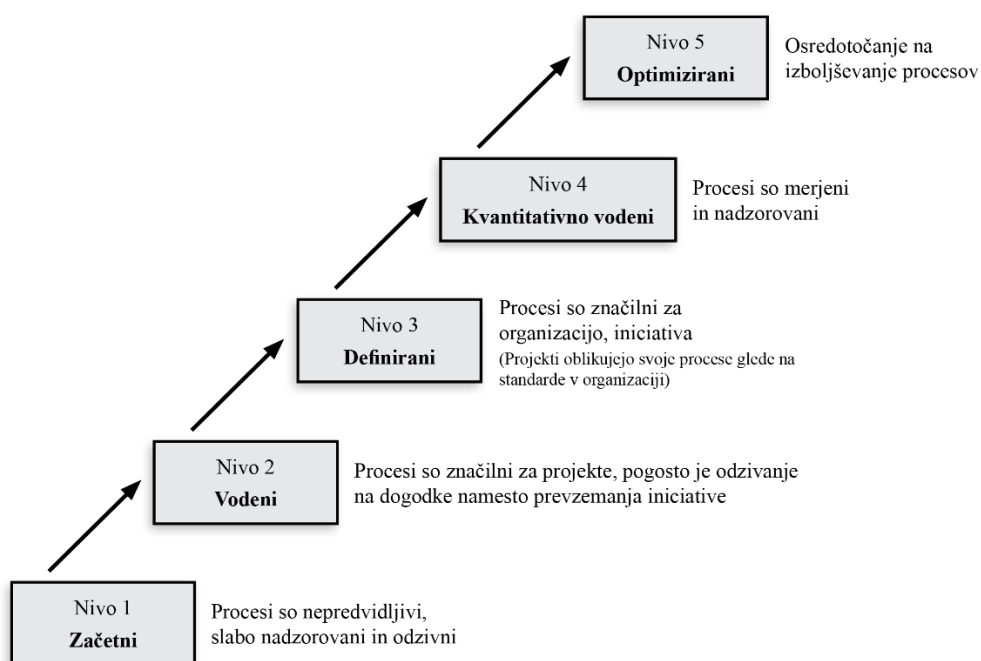 Nivo 5
Optimizirani
Osredotočanje na
izboljševanje procesov
Nivo 4
Kvantitativno vodeni
Procesi so merjeni
in nadzorovani
Nivo 3
Definirani
Procesi so značilni za
organizacijo, iniciativa
(Projekti oblikujejo svoje procese glede na
standarde v organizaciji)
Nivo 2
Vodeni
Procesi so značilni za projekte, pogosto je odzivanje
na dogodke namesto prevzemanja iniciative
Nivo 1
Začetni
Procesi so nepredvidljivi,
slabo nadzorovani in odzivni